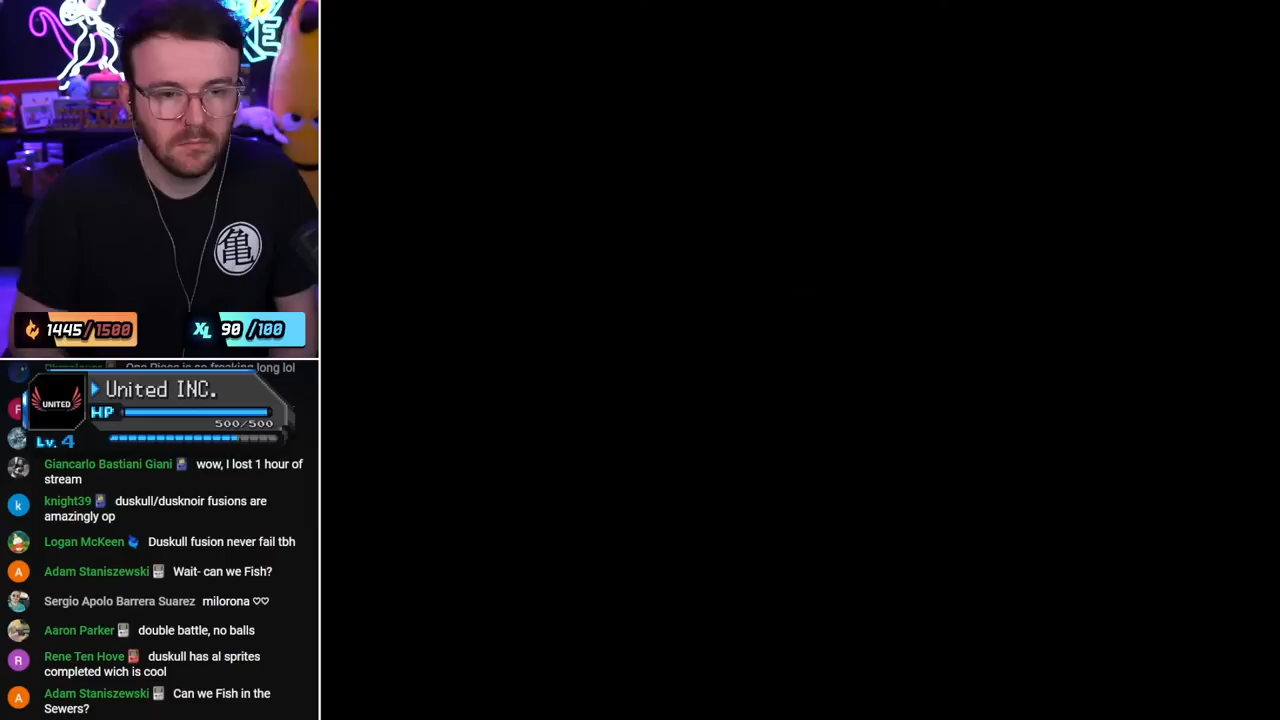 KE
亀
1445/1500
XL 90 /100
One Piece is so freaking long lol
United INC.
UNITED
HP
500/500
Lv. 4
Giancarlo Bastiani Giani wow, I lost 1 hour of
stream
k knight39 duskull/dusknoir fusions are
amazingly op
Logan McKeen Duskull fusion never fail tbh
A Adam Staniszewski Wait- can we Fish?
Sergio Apolo Barrera Suarez milorona ♡♡
Aaron Parker double battle, no balls
R Rene Ten Hove duskull has al sprites
completed wich is cool
A Adam Staniszewski Can we Fish in the
Sewers?